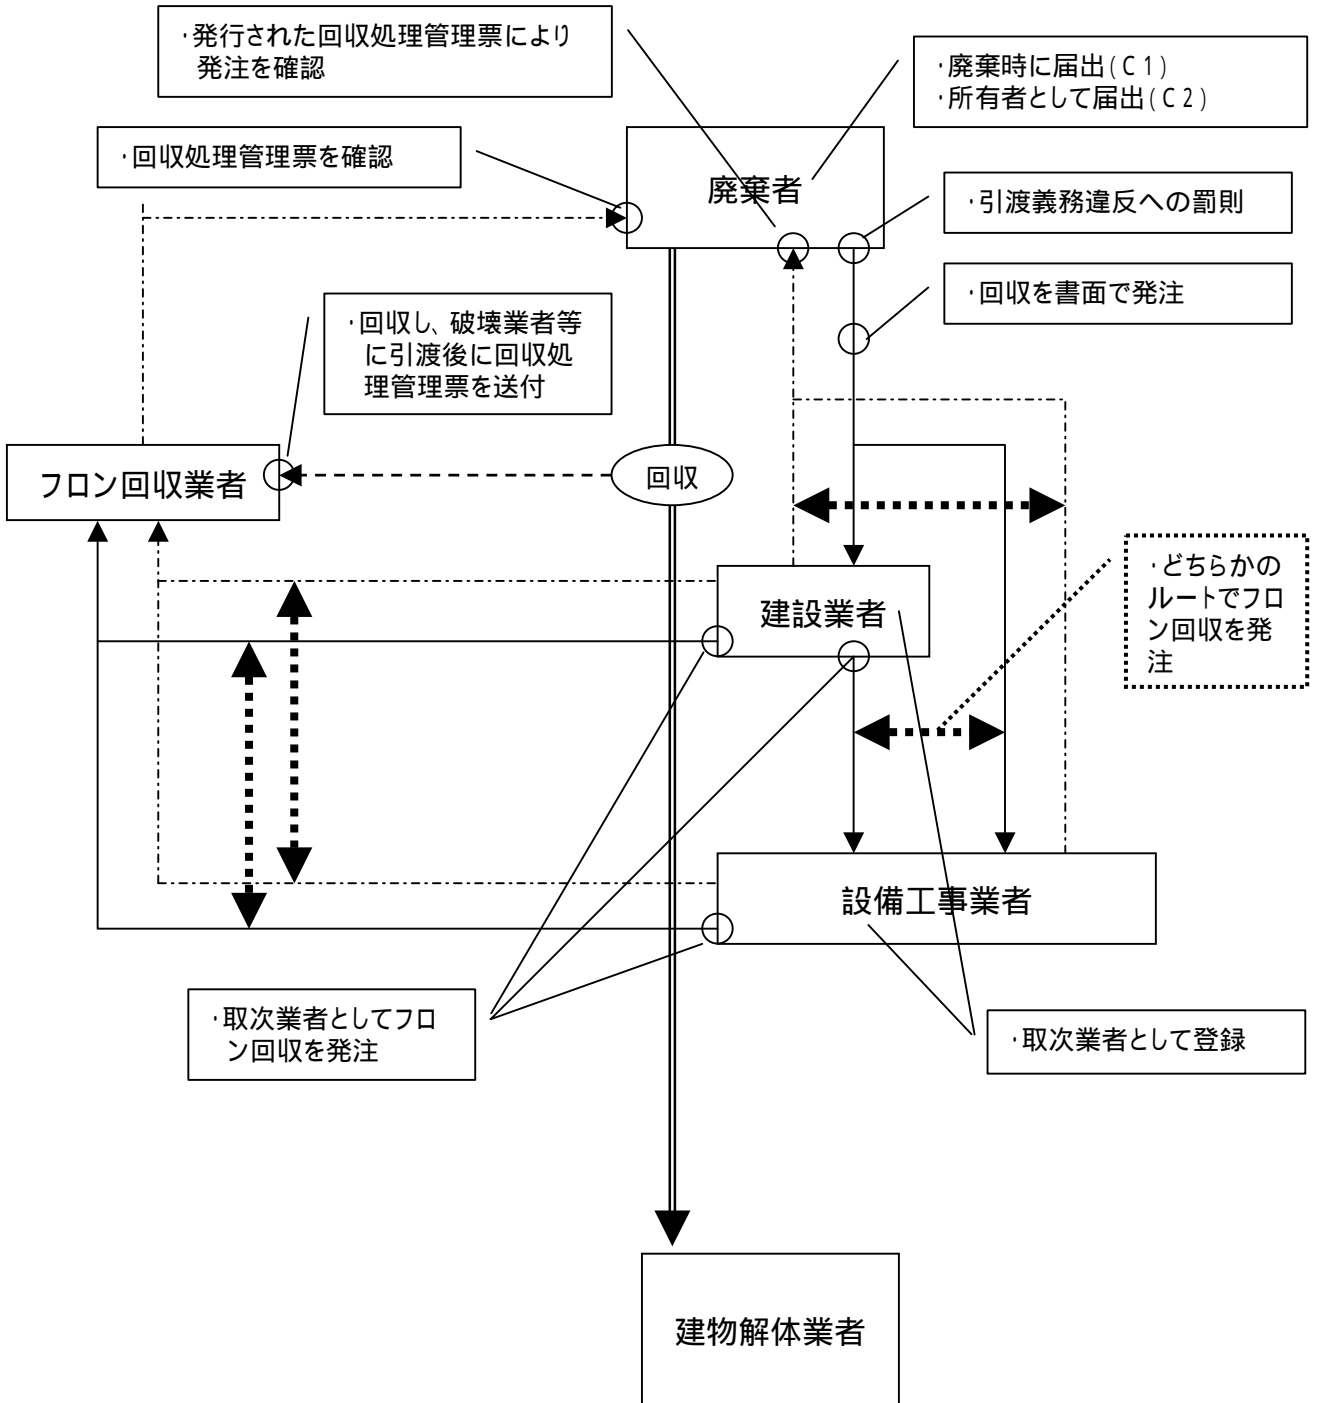 ･発行された回収処理管理票により
発注を確認
･廃棄時に届出(C1)
･所有者として届出(C2)
･回収処理管理票を確認
廃棄者
･引渡義務違反への罰則
･回収を書面で発注
･回収し、破壊業者等
に引渡後に回収処
理管理票を送付
フロン回収業者
回収
･どちらかの
ルートでフロ
ン回収を発
注
建設業者
設備工事業者
･取次業者としてフロ
ン回収を発注
･取次業者として登録
建物解体業者